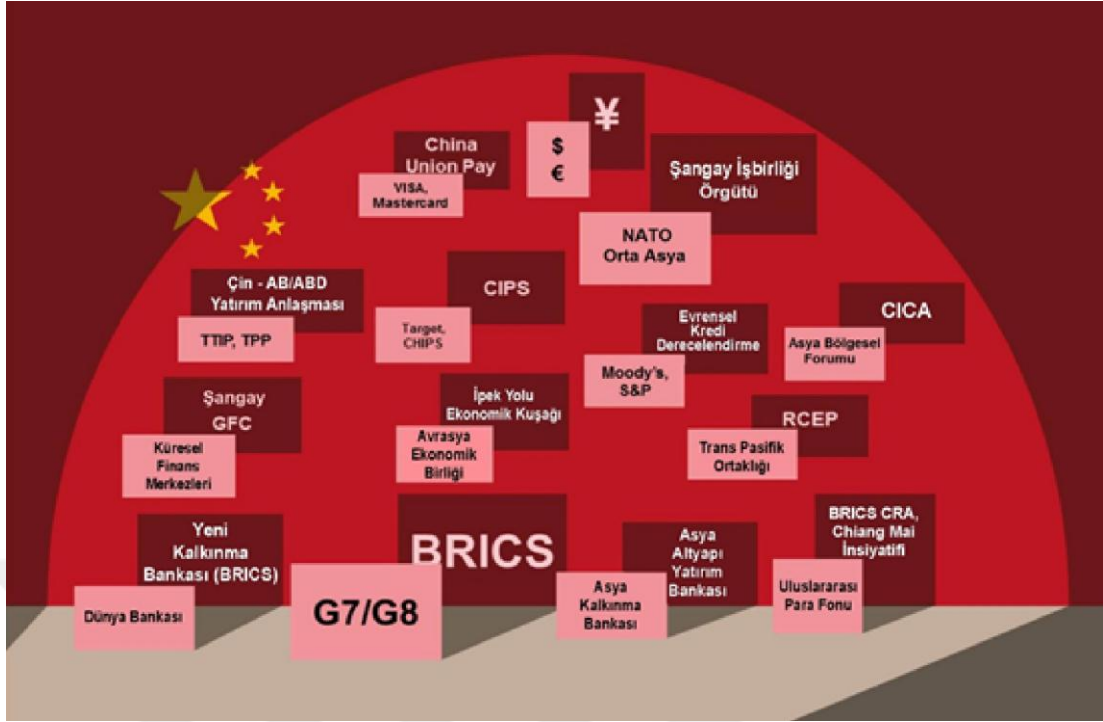 ¥
$
€
China
Union Pay
VISA,
Mastercard
Şangay İşbirliği
Örgütü
NATO
Orta Asya
Çin - AB/ABD
Yatırım Anlaşması
TTIP, TPP
CIPS
Target,
CHIPS
Evrensel
Kredi
Derecelendirme
Moody's,
S&P
CICA
Asya Bölgesel
Forumu
Şangay
GFC
Küresel
Finans
Merkezleri
İpek Yolu
Ekonomik Kuşağı
Avrasya
Ekonomik
Birliği
RCEP
Trans Pasifik
Ortaklığı
Yeni
Kalkınma
Bankası (BRICS)
Dünya Bankası
BRICS
G7/G8
Asya
Altyapı
Yatırım
Bankası
Asya
Kalkınma
Bankası
BRICS CRA,
Chiang Mai
İnsiyatifi
Uluslararası
Para Fonu